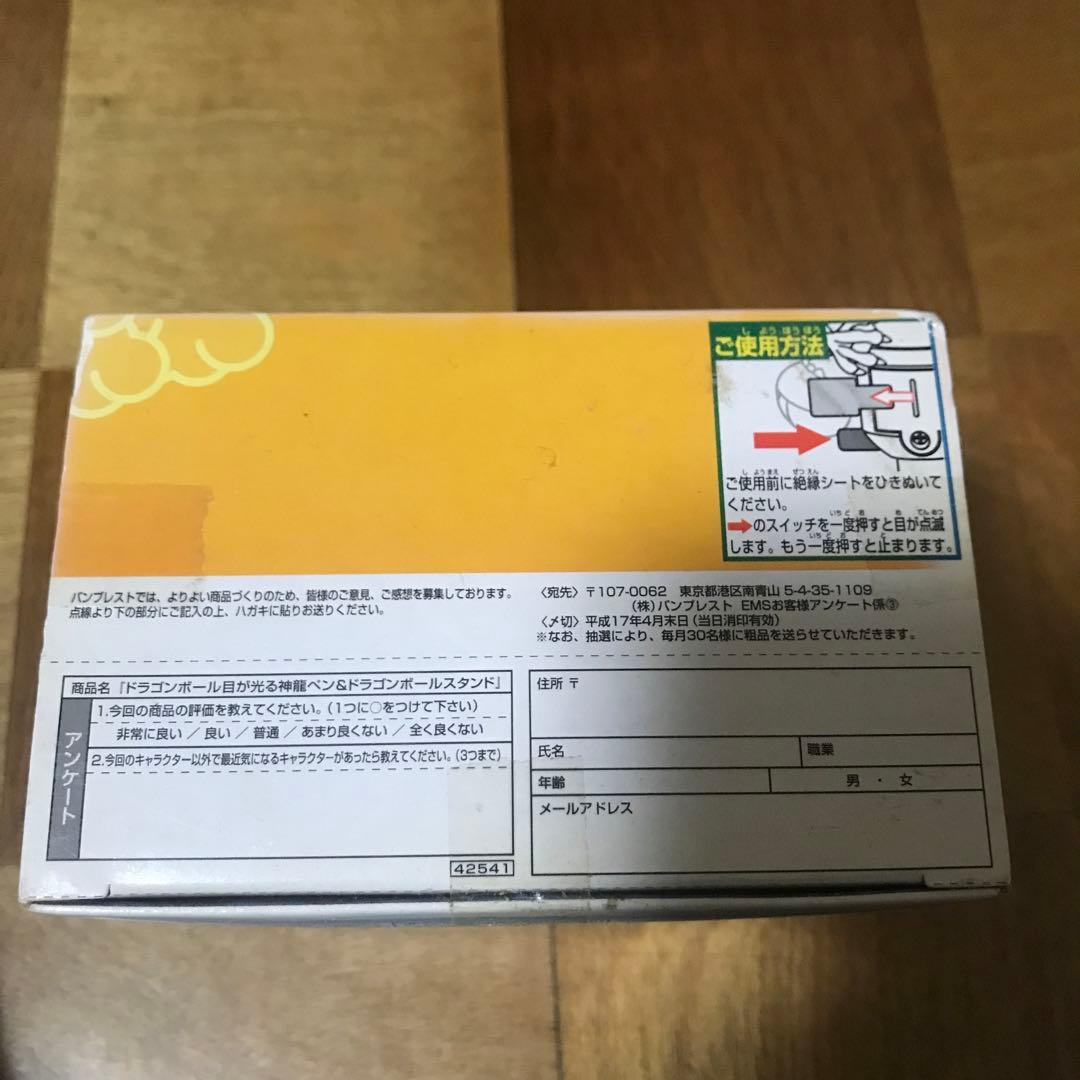 ご使用方法
ご使用前に絶縁シートをひきぬいて
ください。
のスイッチを一度押すと目が点滅
します。もう一度押すと止まります。
バンプレストでは、よりよい商品づくりのため、皆様のご意見、ご感想を募集しております。
点線より下の部分にご記入の上、ハガキに貼りお送りください。
〈宛先〉〒107-0062 東京都港区南青山 5-4-35-1109
(株)バンプレスト EMSお客様アンケート係③
〈〆切〉平成17年4月末日(当日消印有効)
※なお、抽選により、毎月30名様に粗品を送らせていただきます。
商品名『ドラゴンボール目が光る神龍ペン&ドラゴンボールスタンド』
アンケート
1.今回の商品の評価を教えてください。(1つに○をつけて下さい)
非常に良い / 良い / 普通 / あまり良くない / 全く良くない
2.今回のキャラクター以外で最近気になるキャラクターがあったら教えてください。(3つまで)
42541
住所 〒
氏名
職業
年齢
男 ・ 女
メールアドレス